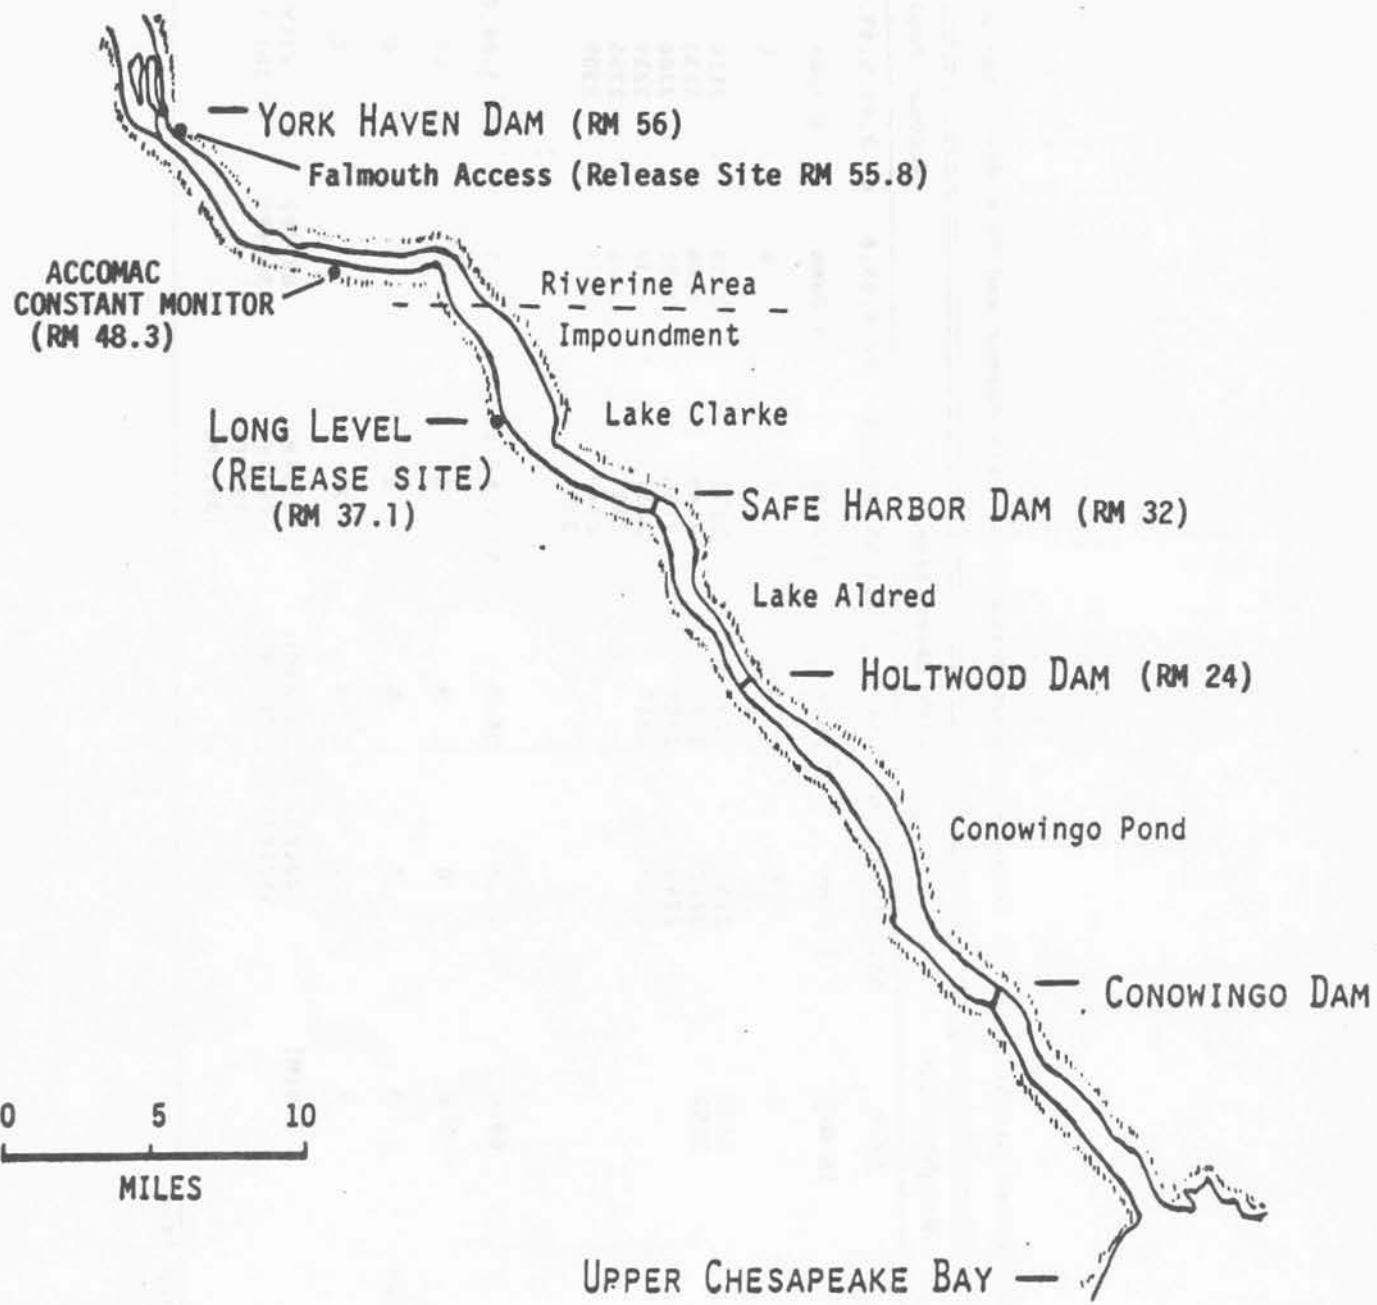 YORK HAVEN DAM (RM 56)
Falmouth Access (Release Site RM 55.8)
ACCOMAC
CONSTANT MONITOR
(RM 48.3)
Riverine Area
Impoundment
Lake Clarke
LONG LEVEL
(RELEASE SITE)
(RM 37.1)
SAFE HARBOR DAM (RM 32)
Lake Aldred
HOLTWOOD DAM (RM 24)
Conowingo Pond
CONOWINGO DAM
0 5 10
MILES
UPPER CHESAPEAKE BAY